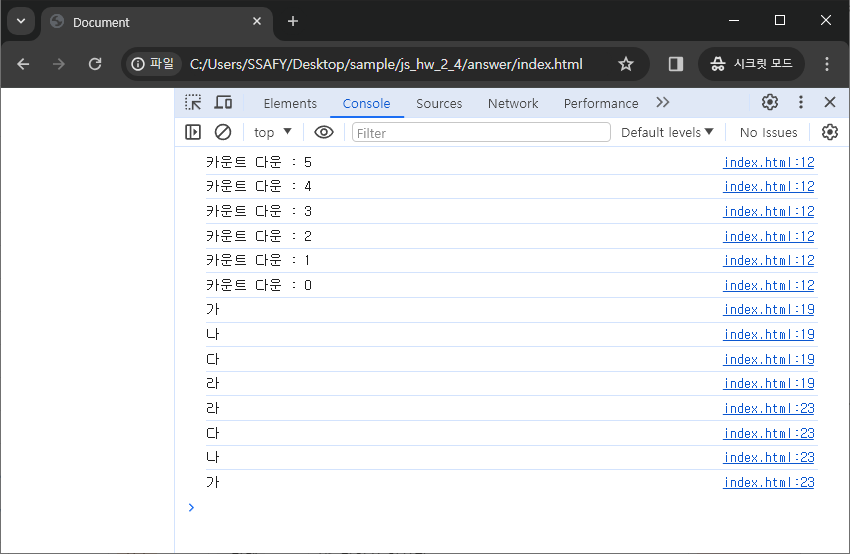 Document
파일 C:/Users/SSAFY/Desktop/sample/js_hw_2_4/answer/index.html 시크릿 모드
Elements Console Sources Network Performance
top Filter Default levels No Issues
카운트 다운 : 5 index.html:12
카운트 다운 : 4 index.html:12
카운트 다운 : 3 index.html:12
카운트 다운 : 2 index.html:12
카운트 다운 : 1 index.html:12
카운트 다운 : 0 index.html:12
가 index.html:19
나 index.html:19
다 index.html:19
라 index.html:19
라 index.html:23
다 index.html:23
나 index.html:23
가 index.html:23